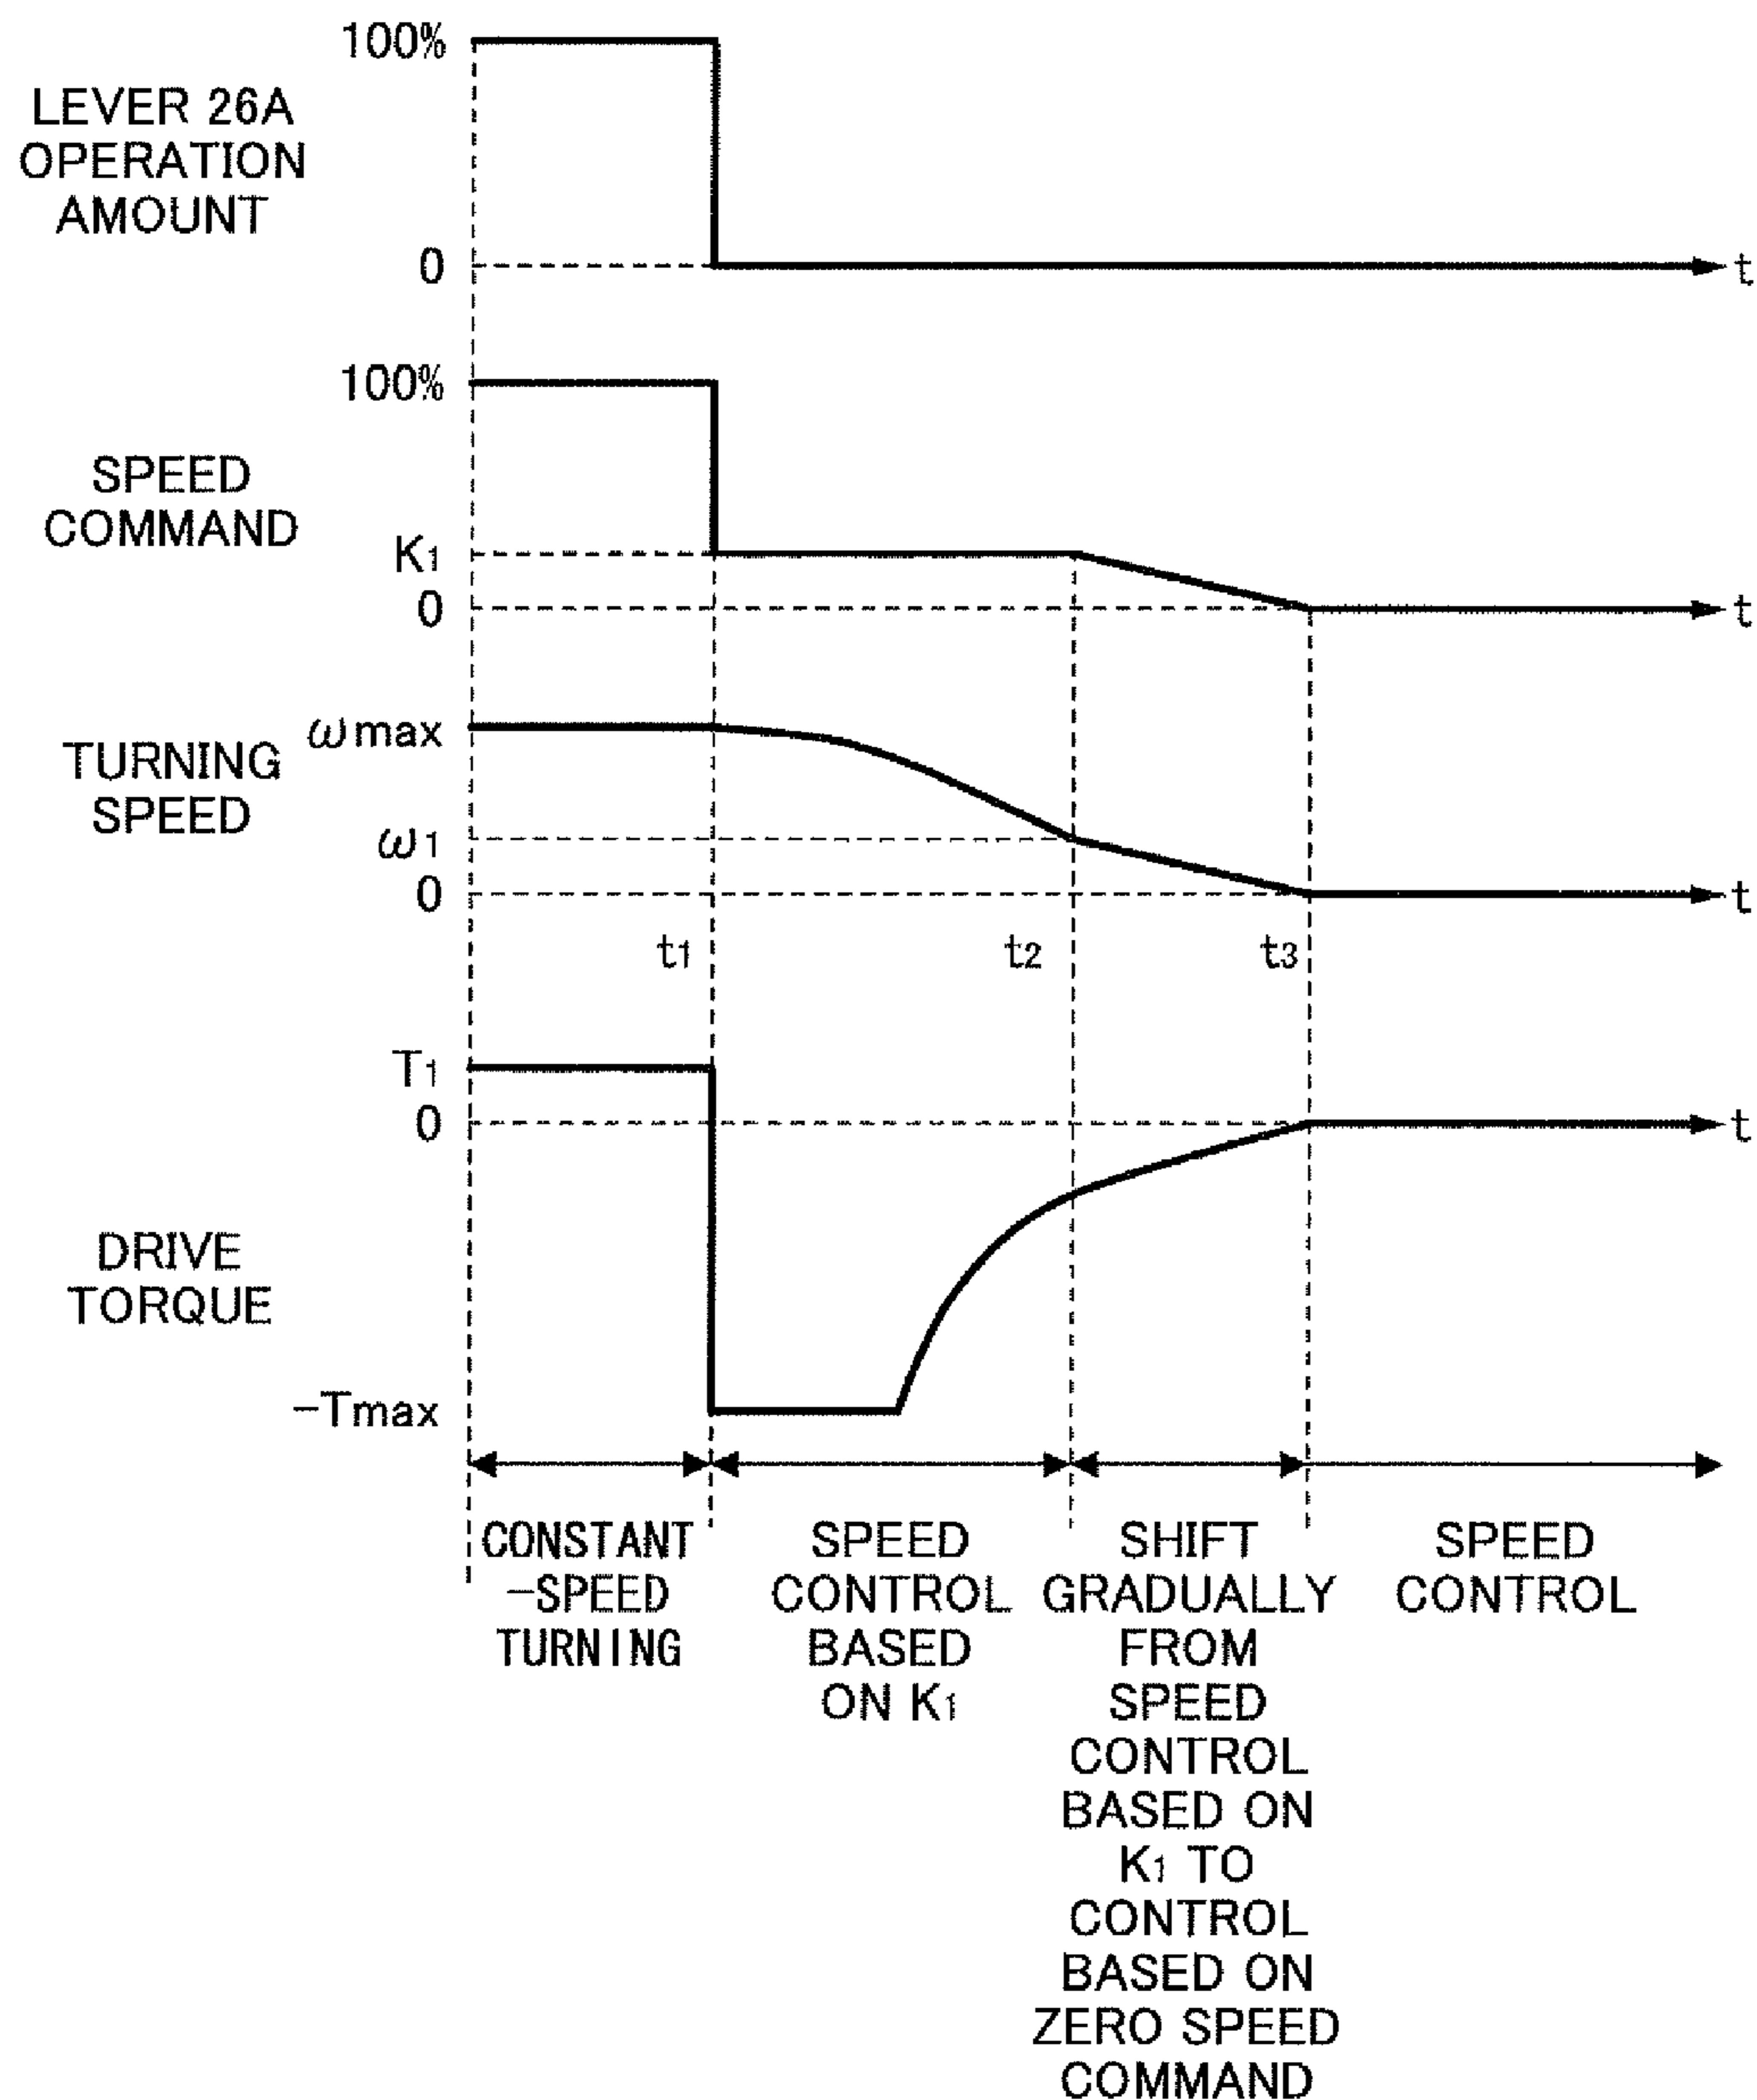 100%
LEVER 26A
OPERATION
AMOUNT
0
t
100%
SPEED
COMMAND
K1
0
t
ωmax
TURNING
SPEED
ω1
0
t
t1
t2
t3
T1
0
t
DRIVE
TORQUE
-Tmax
CONSTANT
-SPEED
TURNING
SPEED
CONTROL
BASED
ON K1
SHIFT
GRADUALLY
FROM
SPEED
CONTROL
BASED ON
K1 TO
CONTROL
BASED ON
ZERO SPEED
COMMAND
SPEED
CONTROL